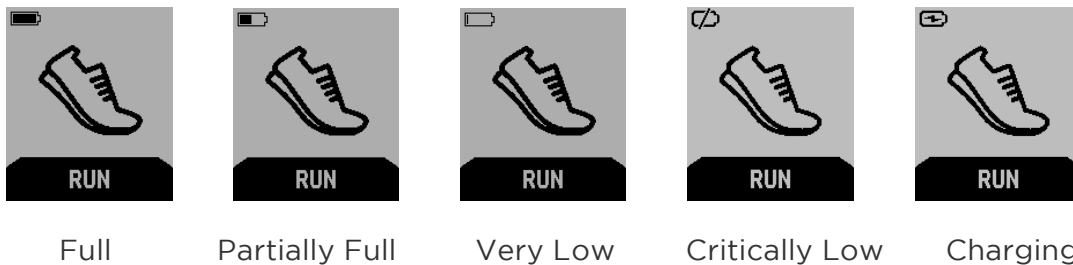 RUN RUN RUN RUN RUN
Full Partially Full Very Low Critically Low Charging